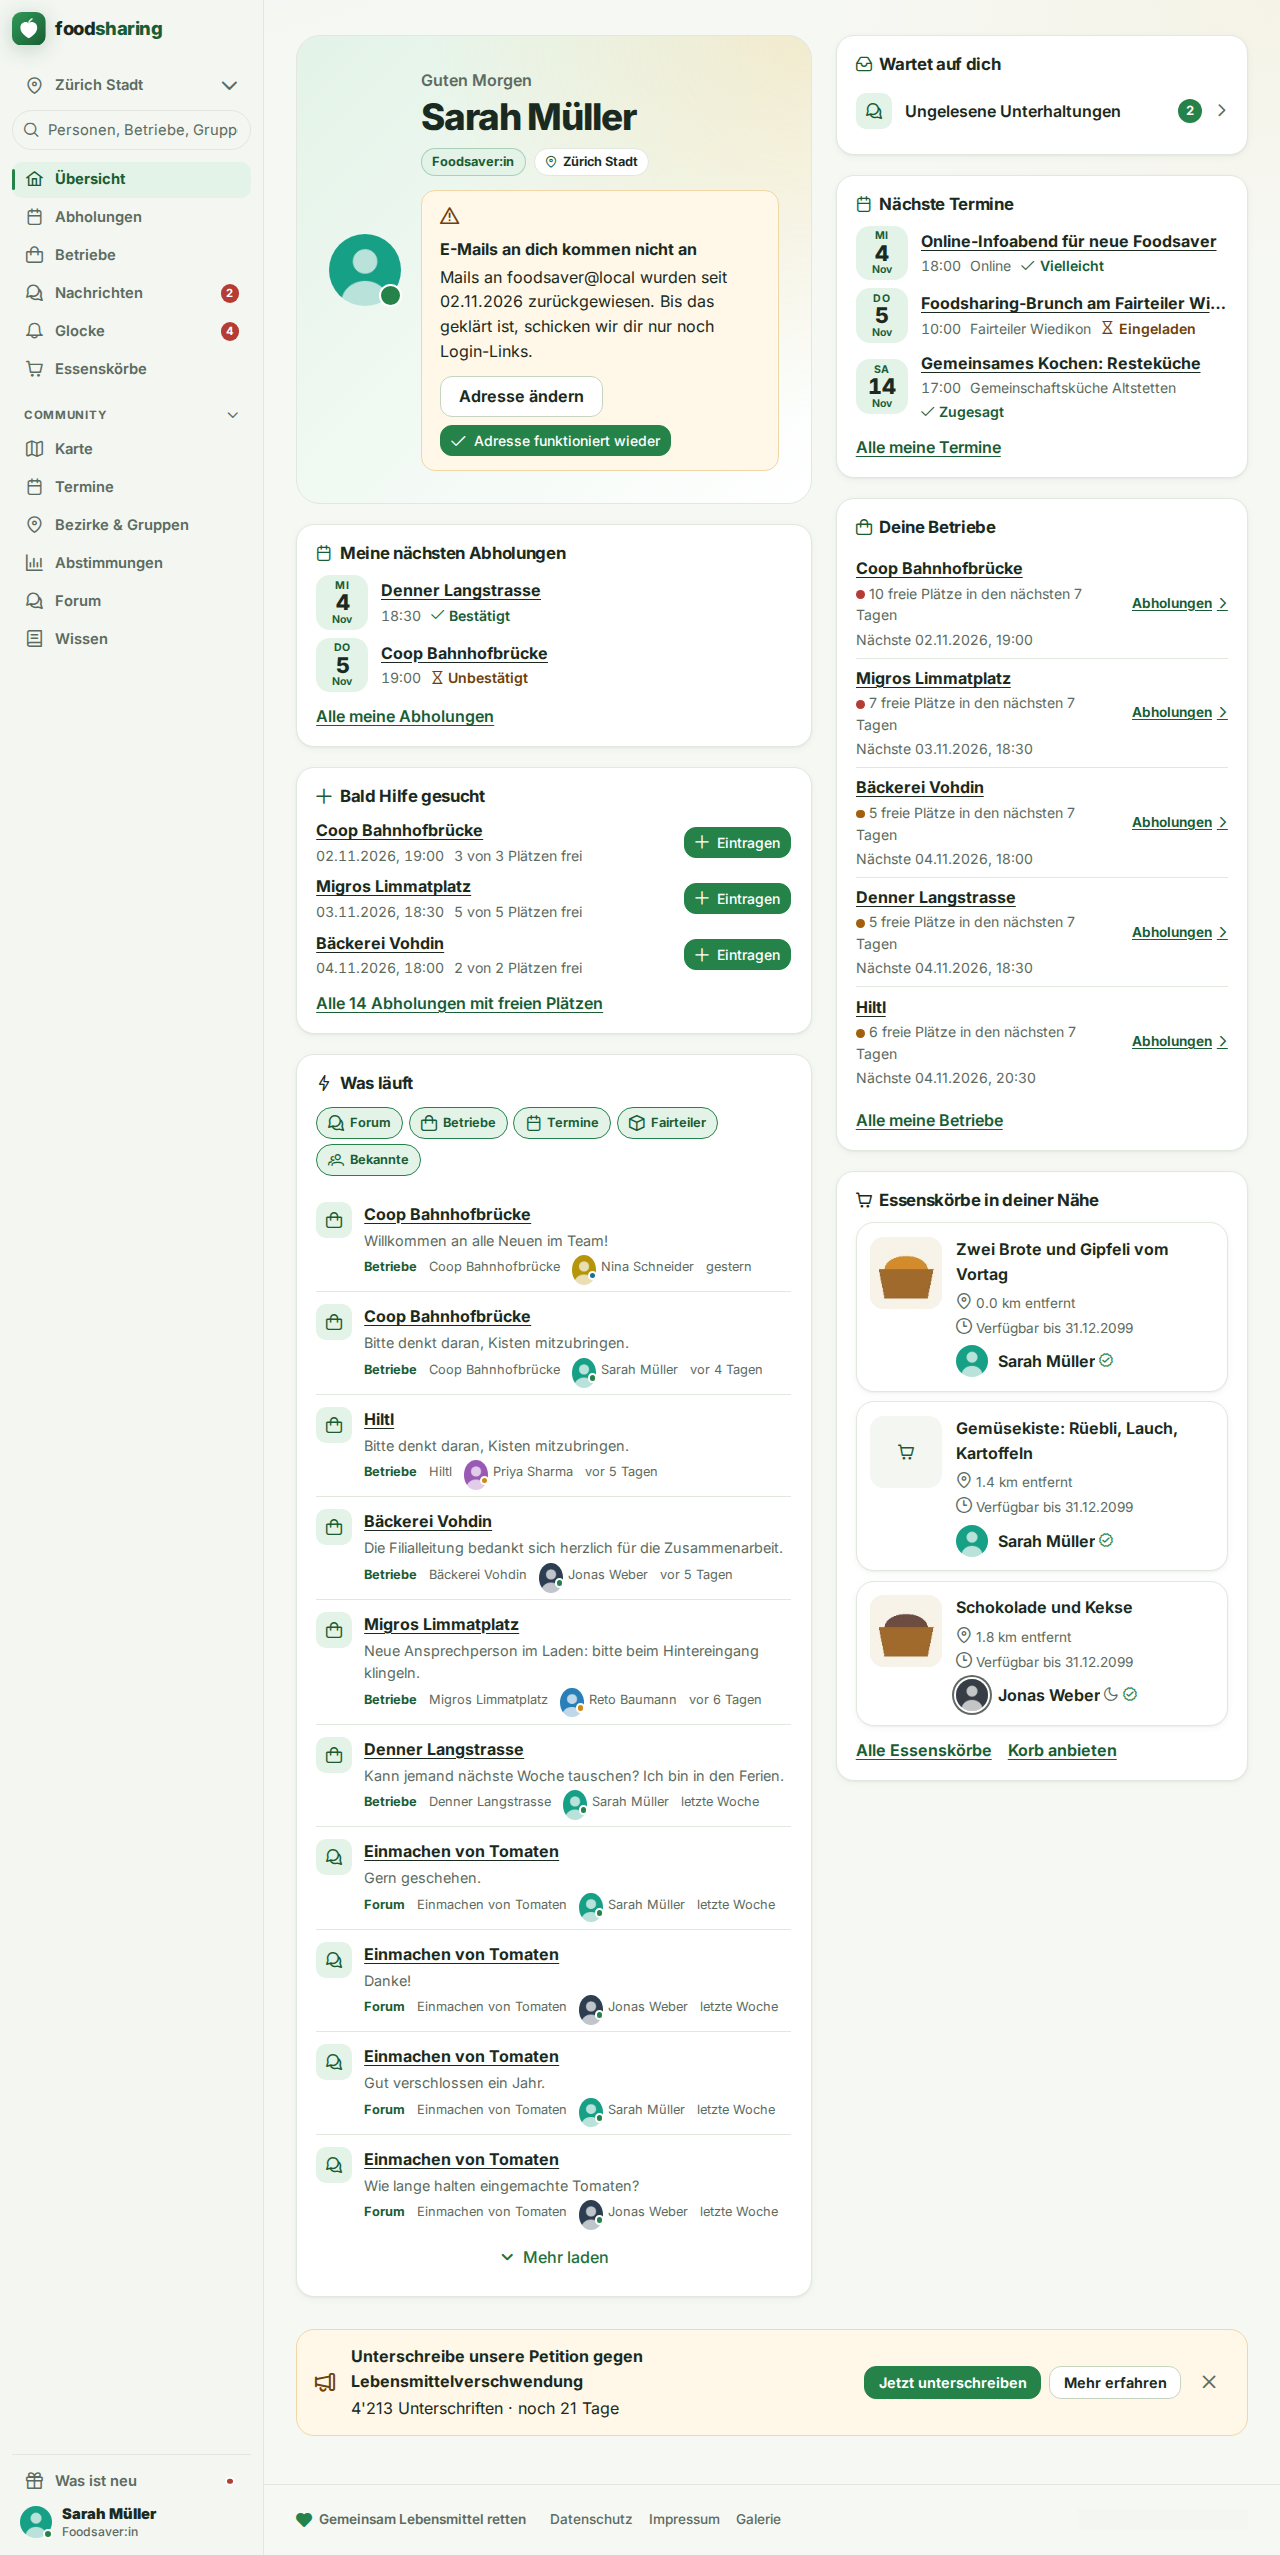 foodsharing
Zürich Stadt
Personen, Betriebe, Grupp
Übersicht
Abholungen
Betriebe
Nachrichten 2
Glocke 4
Essenskörbe
COMMUNITY
Karte
Termine
Bezirke & Gruppen
Abstimmungen
Forum
Wissen
Was ist neu
Sarah Müller
Foodsaver:in
Guten Morgen
Sarah Müller
Foodsaver:in Zürich Stadt
E-Mails an dich kommen nicht an
Mails an foodsaver@local wurden seit
02.11.2026 zurückgewiesen. Bis das
geklärt ist, schicken wir dir nur noch
Login-Links.
Adresse ändern
Adresse funktioniert wieder
Meine nächsten Abholungen
MI
4
Nov
Denner Langstrasse
18:30 Bestätigt
DO
5
Nov
Coop Bahnhofbrücke
19:00 Unbestätigt
Alle meine Abholungen
Bald Hilfe gesucht
Coop Bahnhofbrücke
02.11.2026, 19:00 3 von 3 Plätzen frei
Eintragen
Migros Limmatplatz
03.11.2026, 18:30 5 von 5 Plätzen frei
Eintragen
Bäckerei Vohdin
04.11.2026, 18:00 2 von 2 Plätzen frei
Eintragen
Alle 14 Abholungen mit freien Plätzen
Was läuft
Forum Betriebe Termine Fairteiler
Bekannte
Coop Bahnhofbrücke
Willkommen an alle Neuen im Team!
Betriebe Coop Bahnhofbrücke Nina Schneider gestern
Coop Bahnhofbrücke
Bitte denkt daran, Kisten mitzubringen.
Betriebe Coop Bahnhofbrücke Sarah Müller vor 4 Tagen
Hiltl
Bitte denkt daran, Kisten mitzubringen.
Betriebe Hiltl Priya Sharma vor 5 Tagen
Bäckerei Vohdin
Die Filialleitung bedankt sich herzlich für die Zusammenarbeit.
Betriebe Bäckerei Vohdin Jonas Weber vor 5 Tagen
Migros Limmatplatz
Neue Ansprechperson im Laden: bitte beim Hintereingang
klingeln.
Betriebe Migros Limmatplatz Reto Baumann vor 6 Tagen
Denner Langstrasse
Kann jemand nächste Woche tauschen? Ich bin in den Ferien.
Betriebe Denner Langstrasse Sarah Müller letzte Woche
Einmachen von Tomaten
Gern geschehen.
Forum Einmachen von Tomaten Sarah Müller letzte Woche
Einmachen von Tomaten
Danke!
Forum Einmachen von Tomaten Jonas Weber letzte Woche
Einmachen von Tomaten
Gut verschlossen ein Jahr.
Forum Einmachen von Tomaten Sarah Müller letzte Woche
Einmachen von Tomaten
Wie lange halten eingemachte Tomaten?
Forum Einmachen von Tomaten Jonas Weber letzte Woche
Mehr laden
Wartet auf dich
Ungelesene Unterhaltungen 2
Nächste Termine
MI
4
Nov
Online-Infoabend für neue Foodsaver
18:00 Online Vielleicht
DO
5
Nov
Foodsharing-Brunch am Fairteiler Wi...
10:00 Fairteiler Wiedikon Eingeladen
SA
14
Nov
Gemeinsames Kochen: Resteküche
17:00 Gemeinschaftsküche Altstetten
Zugesagt
Alle meine Termine
Deine Betriebe
Coop Bahnhofbrücke
10 freie Plätze in den nächsten 7
Tagen
Nächste 02.11.2026, 19:00
Abholungen
Migros Limmatplatz
7 freie Plätze in den nächsten 7
Tagen
Nächste 03.11.2026, 18:30
Abholungen
Bäckerei Vohdin
5 freie Plätze in den nächsten 7
Tagen
Nächste 04.11.2026, 18:00
Abholungen
Denner Langstrasse
5 freie Plätze in den nächsten 7
Tagen
Nächste 04.11.2026, 18:30
Abholungen
Hiltl
6 freie Plätze in den nächsten 7
Tagen
Nächste 04.11.2026, 20:30
Abholungen
Alle meine Betriebe
Essenskörbe in deiner Nähe
Zwei Brote und Gipfeli vom
Vortag
0.0 km entfernt
Verfügbar bis 31.12.2099
Sarah Müller
Gemüsekiste: Rüebli, Lauch,
Kartoffeln
1.4 km entfernt
Verfügbar bis 31.12.2099
Sarah Müller
Schokolade und Kekse
1.8 km entfernt
Verfügbar bis 31.12.2099
Jonas Weber
Alle Essenskörbe Korb anbieten
Unterschreibe unsere Petition gegen
Lebensmittelverschwendung
4'213 Unterschriften · noch 21 Tage
Jetzt unterschreiben Mehr erfahren
Gemeinsam Lebensmittel retten Datenschutz Impressum Galerie